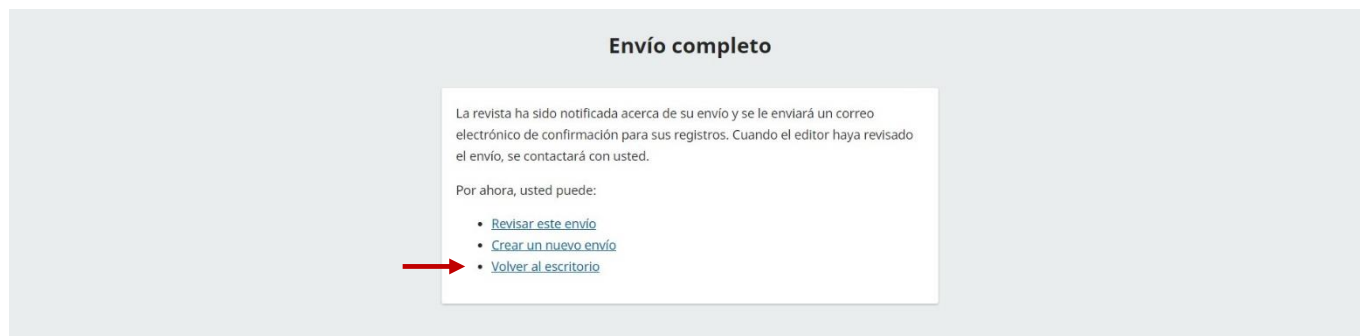 Envío completo
La revista ha sido notificada acerca de su envío y se le enviará un correo
electrónico de confirmación para sus registros. Cuando el editor haya revisado
el envío, se contactará con usted.
Por ahora, usted puede:
• Revisar este envío
• Crear un nuevo envío
• Volver al escritorio